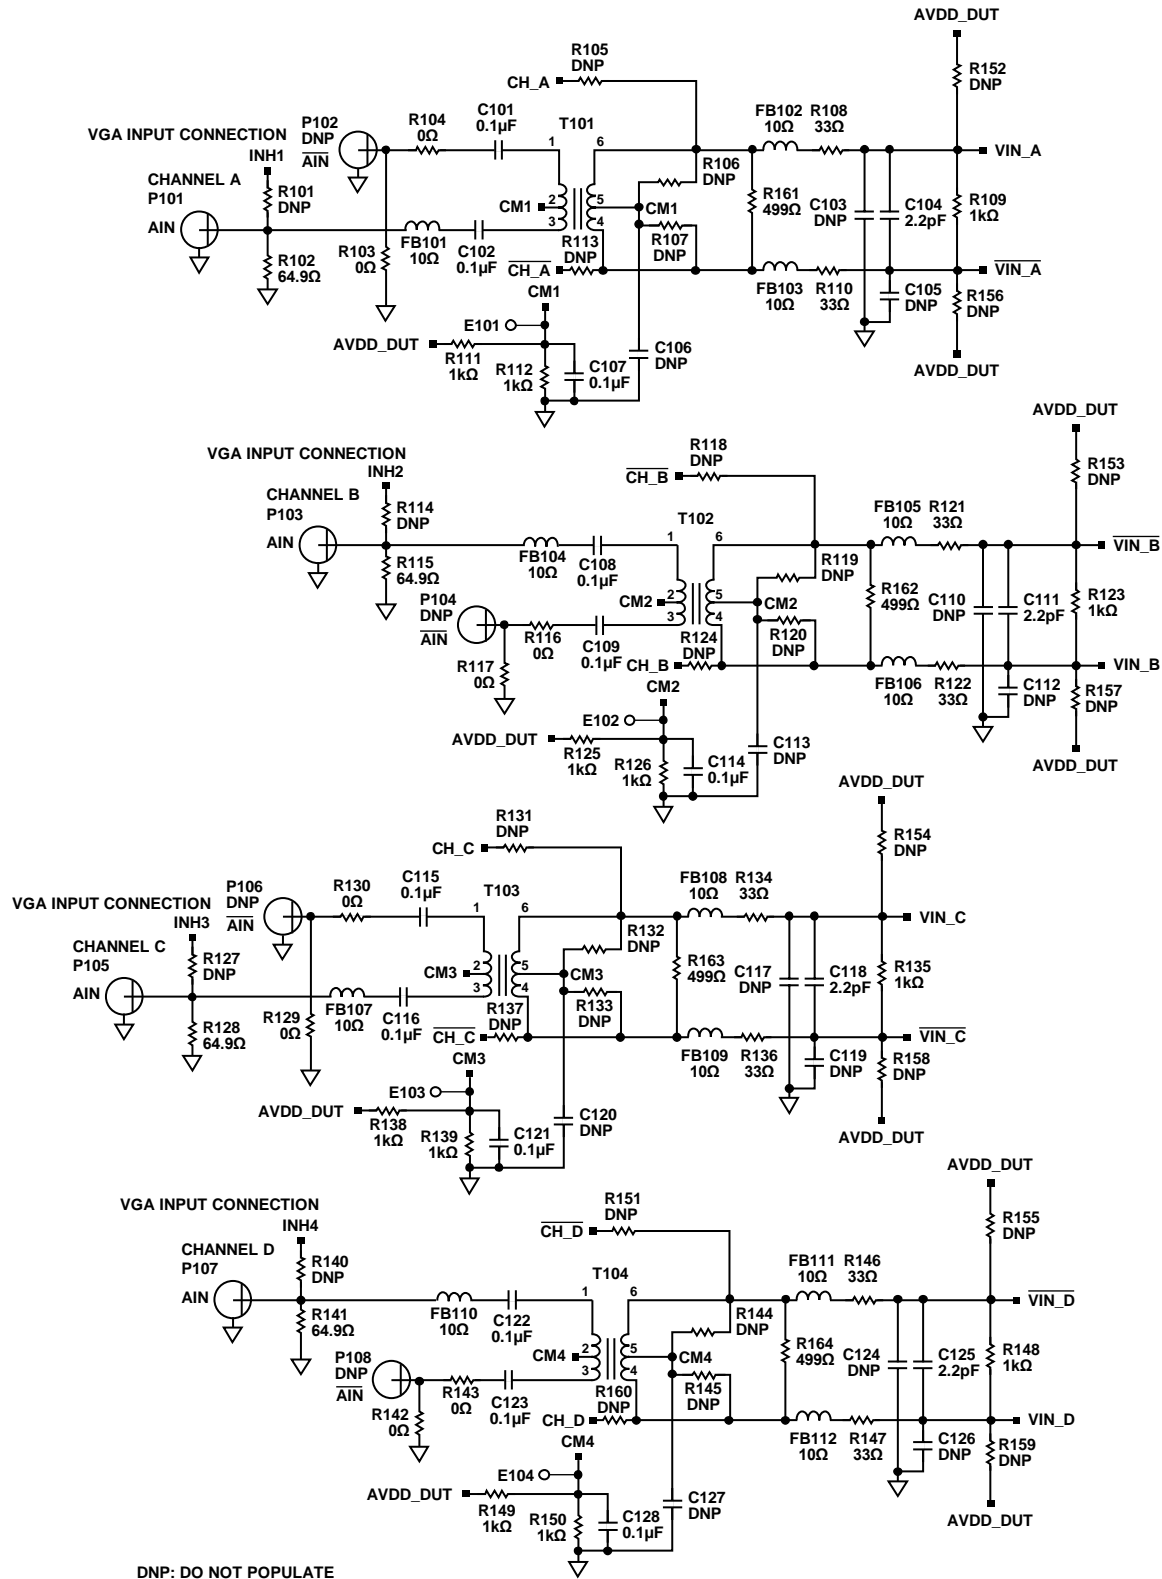 AVDD_DUT
R105
DNP
CH_A
R152
DNP
VGA INPUT CONNECTION
INH1
P102
DNP
AIN
R104
0Ω
C101
0.1µF
T101
1
6
FB102
10Ω
R108
33Ω
VIN_A
CHANNEL A
P101
AIN
R101
DNP
R106
DNP
CM1
2
5
CM1
R161
499Ω
C103
DNP
C104
2.2pF
R109
1kΩ
3
4
R107
DNP
R102
64.9Ω
R103
0Ω
FB101
10Ω
C102
0.1µF
R113
DNP
CH_A
FB103
10Ω
R110
33Ω
C105
DNP
VIN_A
R156
DNP
CM1
E101
AVDD_DUT
R111
1kΩ
R112
1kΩ
C107
0.1µF
C106
DNP
AVDD_DUT
AVDD_DUT
R118
DNP
CH_B
R153
DNP
VGA INPUT CONNECTION
INH2
CHANNEL B
P103
AIN
R114
DNP
T102
1
6
FB105
10Ω
R121
33Ω
VIN_B
R115
64.9Ω
FB104
10Ω
C108
0.1µF
R119
DNP
P104
DNP
AIN
CM2
2
5
CM2
R162
499Ω
C110
DNP
C111
2.2pF
R123
1kΩ
3
4
R116
0Ω
C109
0.1µF
R124
DNP
R120
DNP
R117
0Ω
CH_B
VIN_B
FB106
10Ω
R122
33Ω
C112
DNP
R157
DNP
CM2
E102
AVDD_DUT
R125
1kΩ
R126
1kΩ
C114
0.1µF
C113
DNP
AVDD_DUT
AVDD_DUT
R131
DNP
CH_C
R154
DNP
VGA INPUT CONNECTION
INH3
P106
DNP
AIN
R130
0Ω
C115
0.1µF
T103
1
6
FB108
10Ω
R134
33Ω
VIN_C
CHANNEL C
P105
AIN
R127
DNP
R132
DNP
CM3
2
5
CM3
R163
499Ω
C117
DNP
C118
2.2pF
R135
1kΩ
3
4
R133
DNP
R128
64.9Ω
R129
0Ω
FB107
10Ω
C116
0.1µF
R137
DNP
CH_C
FB109
10Ω
R136
33Ω
C119
DNP
VIN_C
R158
DNP
CM3
E103
AVDD_DUT
R138
1kΩ
R139
1kΩ
C121
0.1µF
C120
DNP
AVDD_DUT
AVDD_DUT
VGA INPUT CONNECTION
INH4
R151
DNP
CH_D
R155
DNP
CHANNEL D
P107
AIN
R140
DNP
T104
1
6
FB111
10Ω
R146
33Ω
VIN_D
R141
64.9Ω
FB110
10Ω
C122
0.1µF
R144
DNP
P108
DNP
AIN
CM4
2
5
CM4
R164
499Ω
C124
DNP
C125
2.2pF
R148
1kΩ
3
4
R143
0Ω
C123
0.1µF
R160
DNP
R145
DNP
R142
0Ω
CH_D
VIN_D
FB112
10Ω
R147
33Ω
C126
DNP
R159
DNP
CM4
E104
AVDD_DUT
R149
1kΩ
R150
1kΩ
C128
0.1µF
C127
DNP
AVDD_DUT
DNP: DO NOT POPULATE